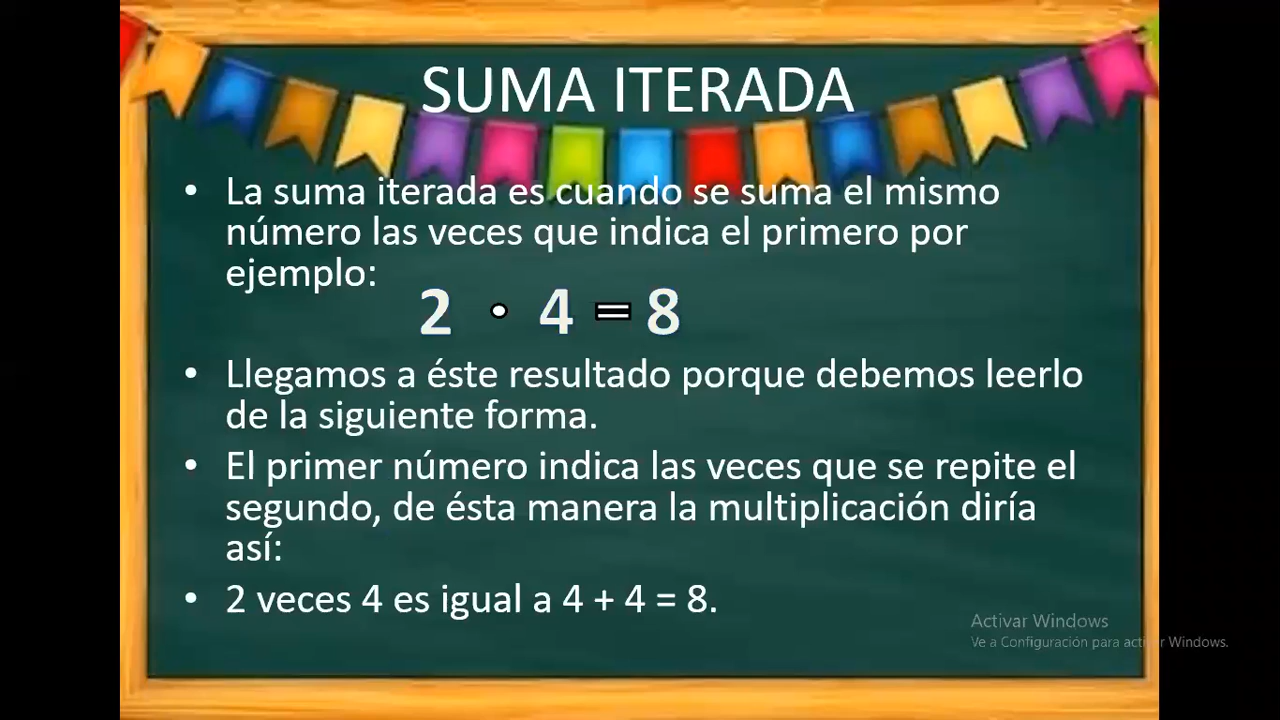 SUMA ITERADA
• La suma iterada es cuando se suma el mismo
número las veces que indica el primero por
ejemplo:
2 · 4 = 8
• Llegamos a éste resultado porque debemos leerlo
de la siguiente forma.
• El primer número indica las veces que se repite el
segundo, de ésta manera la multiplicación diría
así:
• 2 veces 4 es igual a 4 + 4 = 8.
Activar Windows
Ve a Configuración para activar Windows.